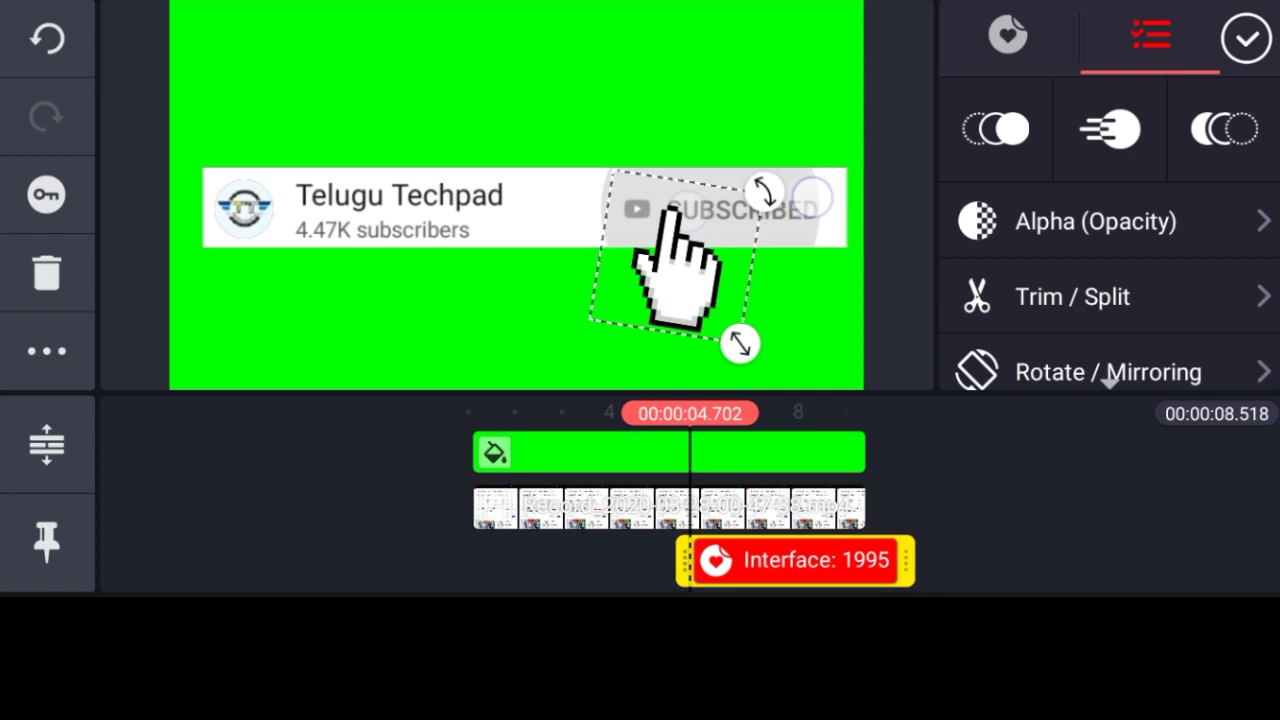 Telugu Techpad
4.47K subscribers
SUBSCRIBED
Alpha (Opacity)
Trim / Split
Rotate / Mirroring
4
00:00:04.702
8
00:00:08.518
Interface: 1995